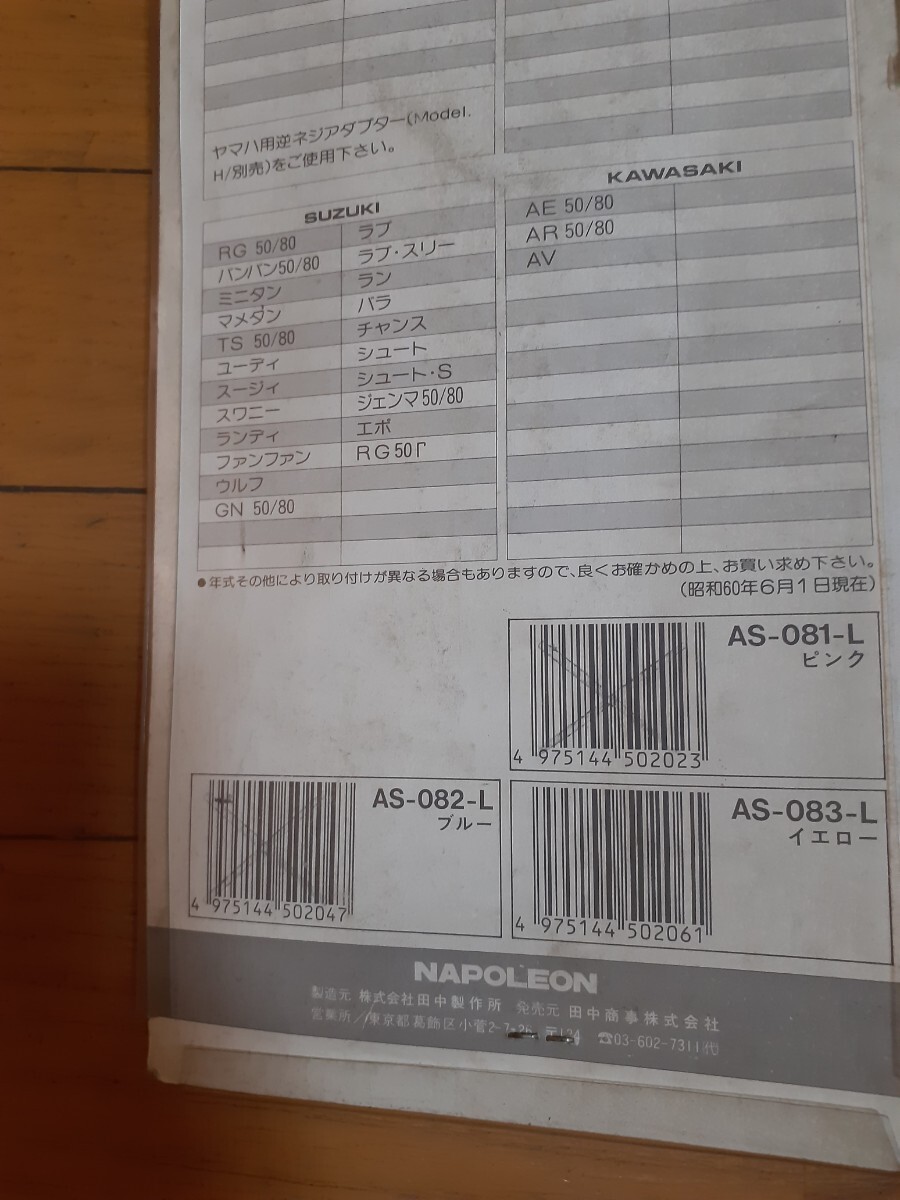 ヤマハ用逆ネジアダプター(Model.
H/別売)をご使用下さい。
SUZUKI
RG 50/80
バンバン50/80
ミニタン
マメタン
TS 50/80
ユーディ
スージィ
スワニー
ランディ
ファンファン
ウルフ
GN 50/80
ラブ
ラブ・スリー
ラン
バラ
チャンス
シュート
シュート・S
ジェンマ50/80
エポ
RG50Γ
KAWASAKI
AE 50/80
AR 50/80
AV
●年式その他により取り付けが異なる場合もありますので、良くお確かめの上、お買い求め下さい。
(昭和60年6月1日現在)
AS-081-L
ピンク
4 975144 502023
AS-082-L
ブルー
4 975144 502047
AS-083-L
イエロー
4 975144 502061
NAPOLEON
製造元 株式会社田中製作所 発売元 田中商事株式会社
営業所/東京都葛飾区小菅2-7-26 〒124 ☎03-602-7311代